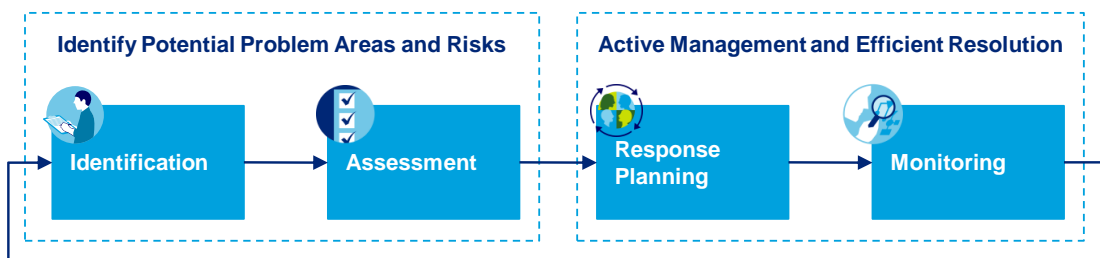 Identify Potential Problem Areas and Risks
Active Management and Efficient Resolution
Identification
Assessment
Response
Planning
Monitoring